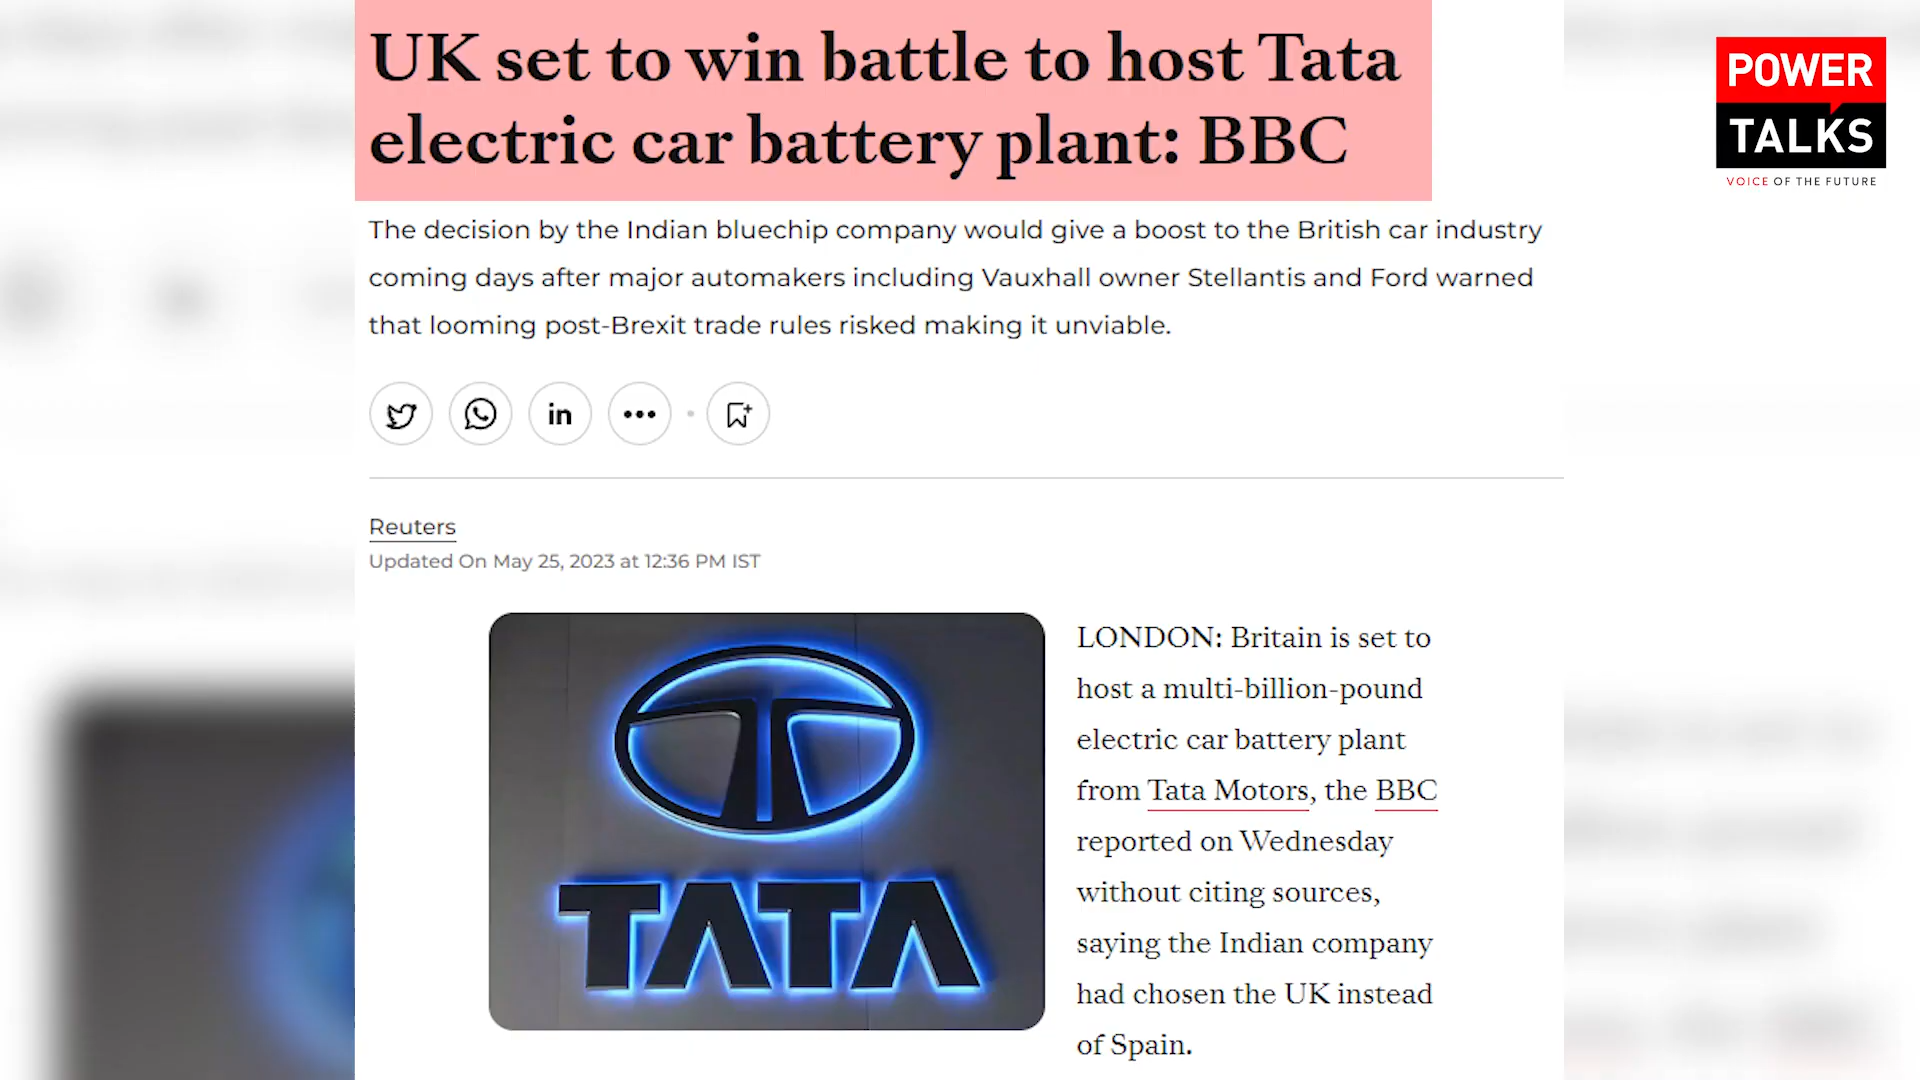 UK set to win battle to host Tata
electric car battery plant: BBC
POWER
TALKS
VOICE OF THE FUTURE
The decision by the Indian bluechip company would give a boost to the British car industry
coming days after major automakers including Vauxhall owner Stellantis and Ford warned
that looming post-Brexit trade rules risked making it unviable.
in
Reuters
Updated On May 25, 2023 at 12:36 PM IST
TATA
LONDON: Britain is set to
host a multi-billion-pound
electric car battery plant
from Tata Motors, the BBC
reported on Wednesday
without citing sources,
saying the Indian company
had chosen the UK instead
of Spain.